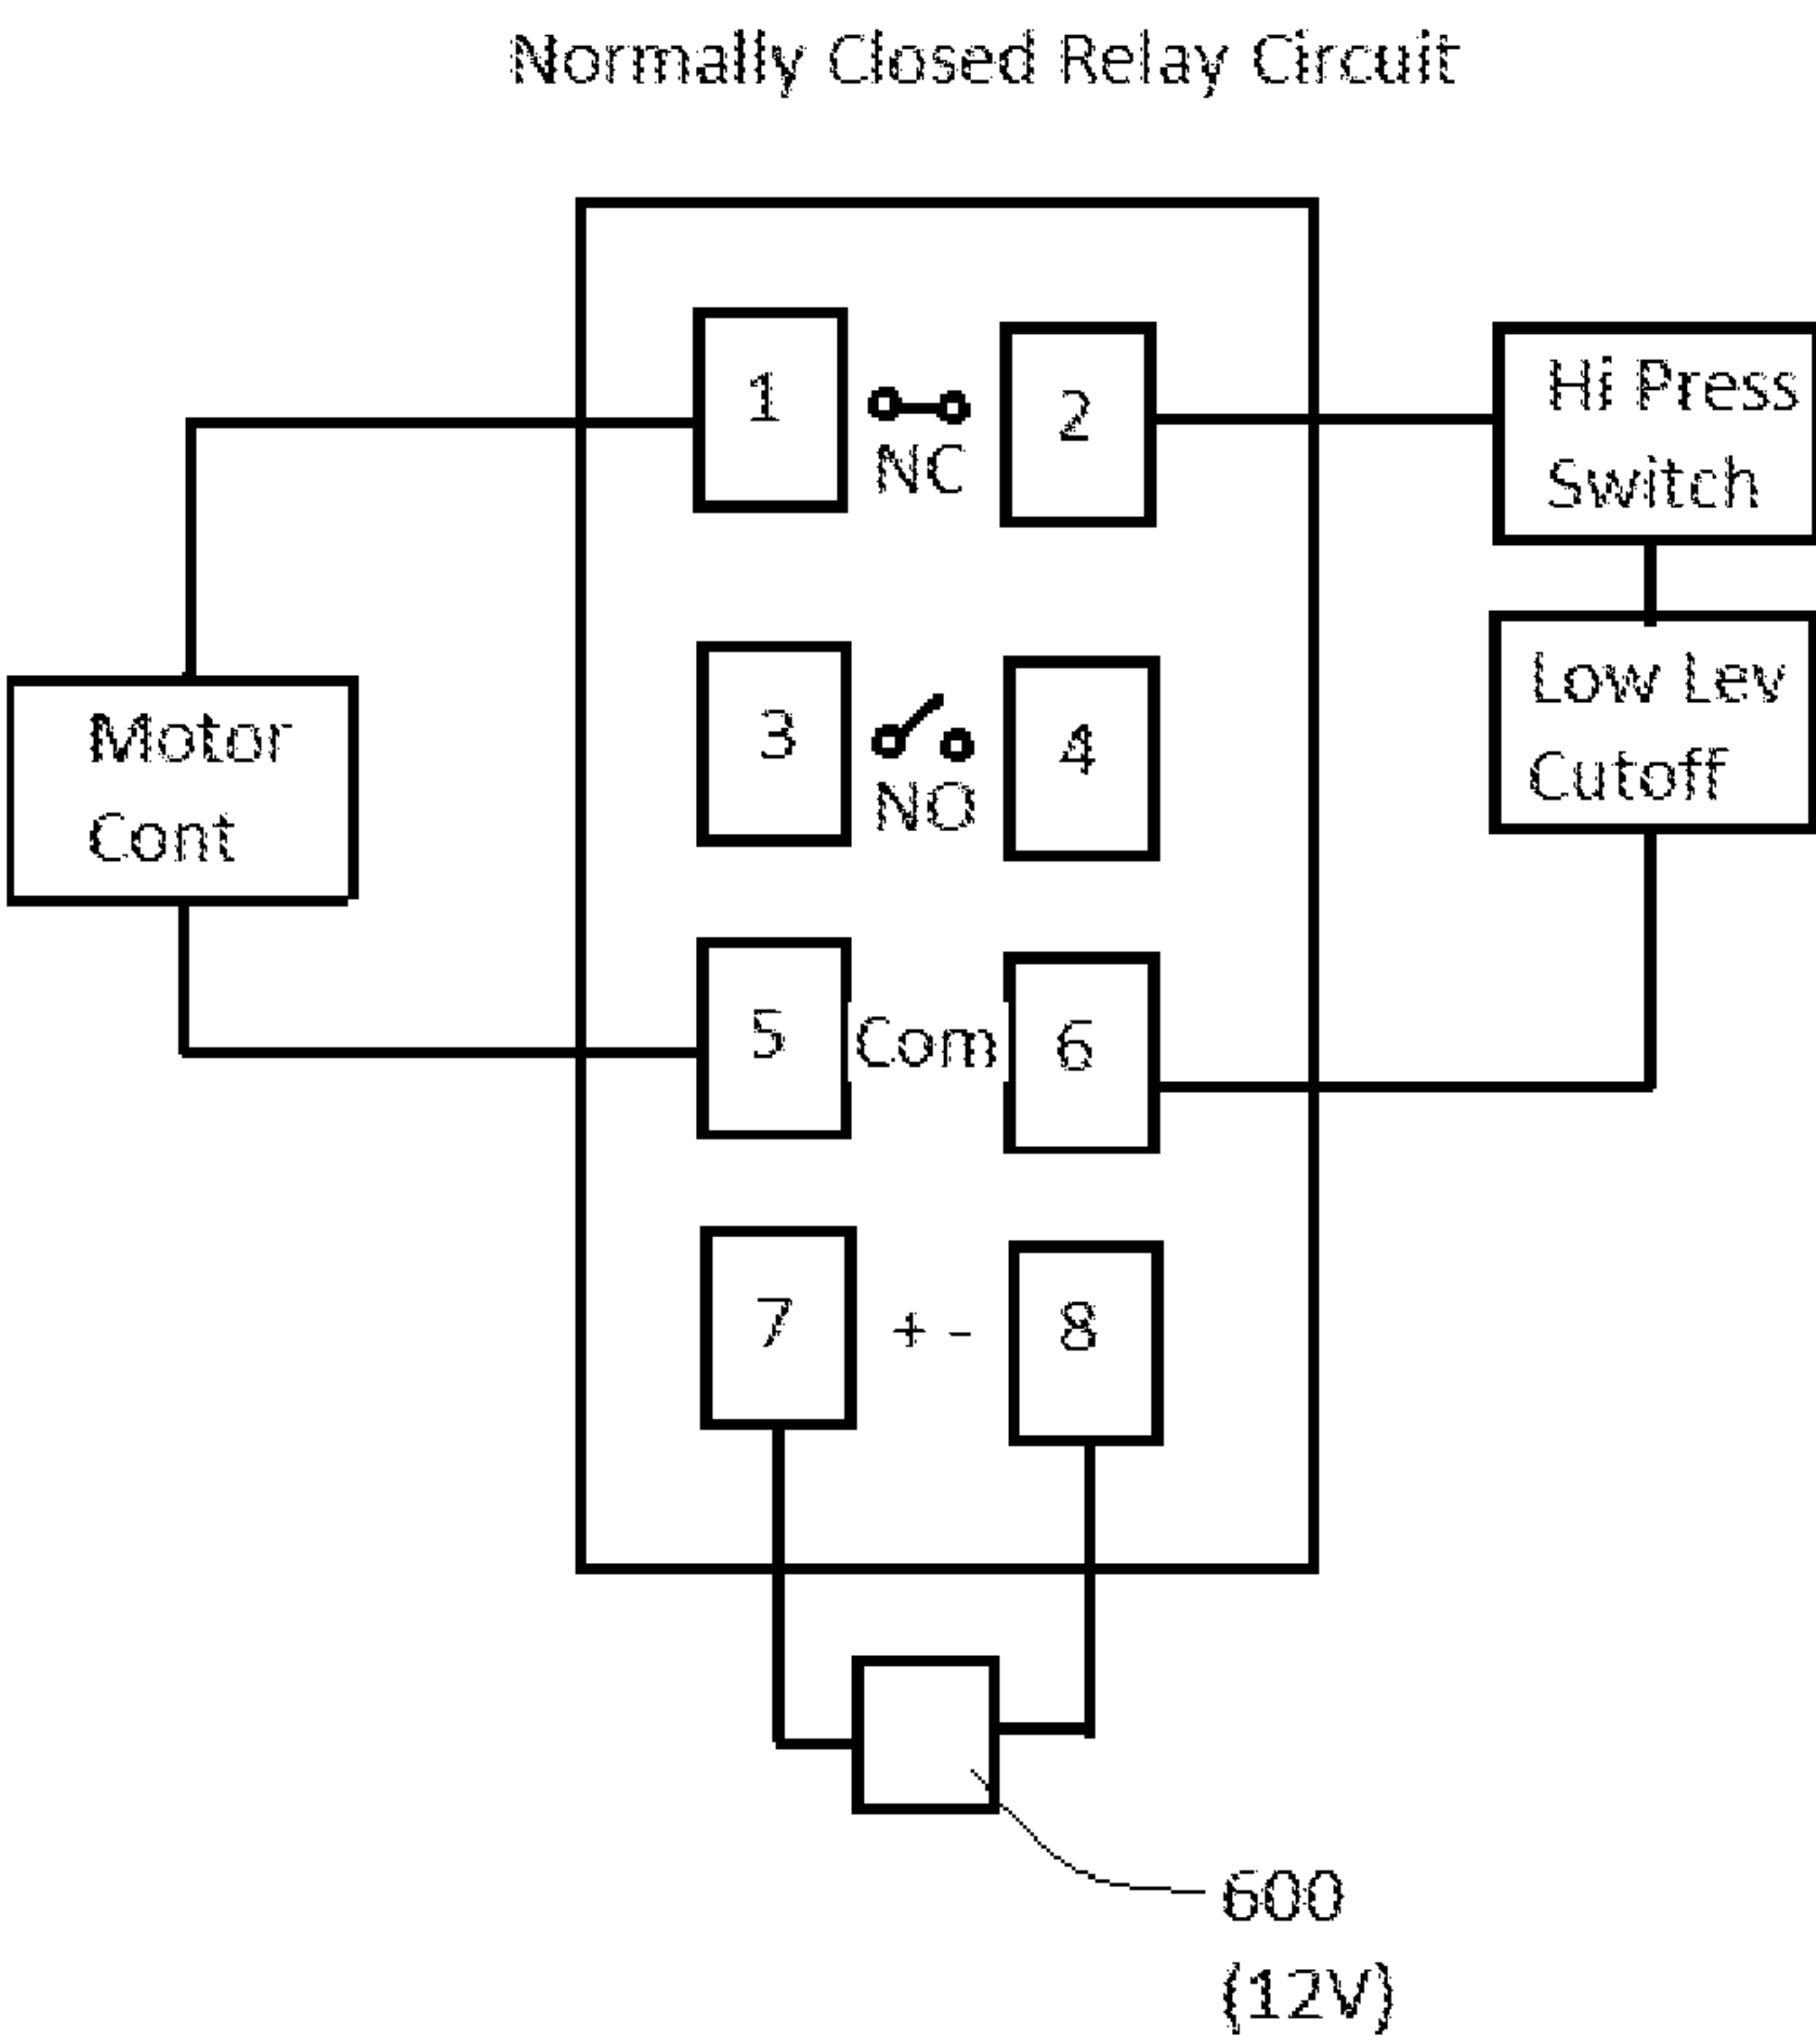 Normally Closed Relay Circuit
1
2
NC
Hi Press
Switch
3
4
NO
Low Lev
Cutoff
Motor
Cont
5
Com
6
7
+ -
8
600
(12V)